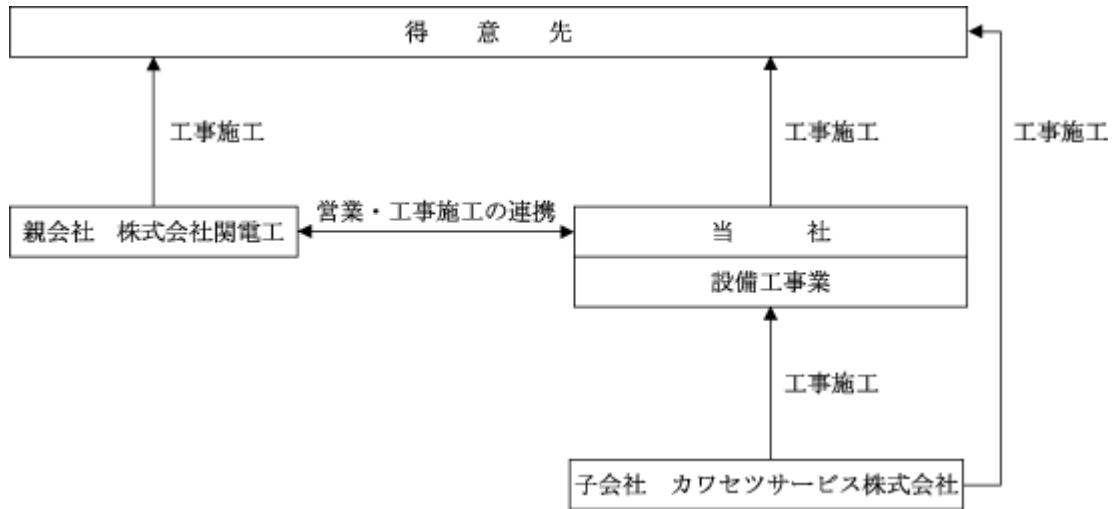 得 意 先
工事施工
工事施工
工事施工
営業・工事施工の連携
親会社 株式会社関電工
当 社
設備工事業
工事施工
子会社 カワセツサービス株式会社